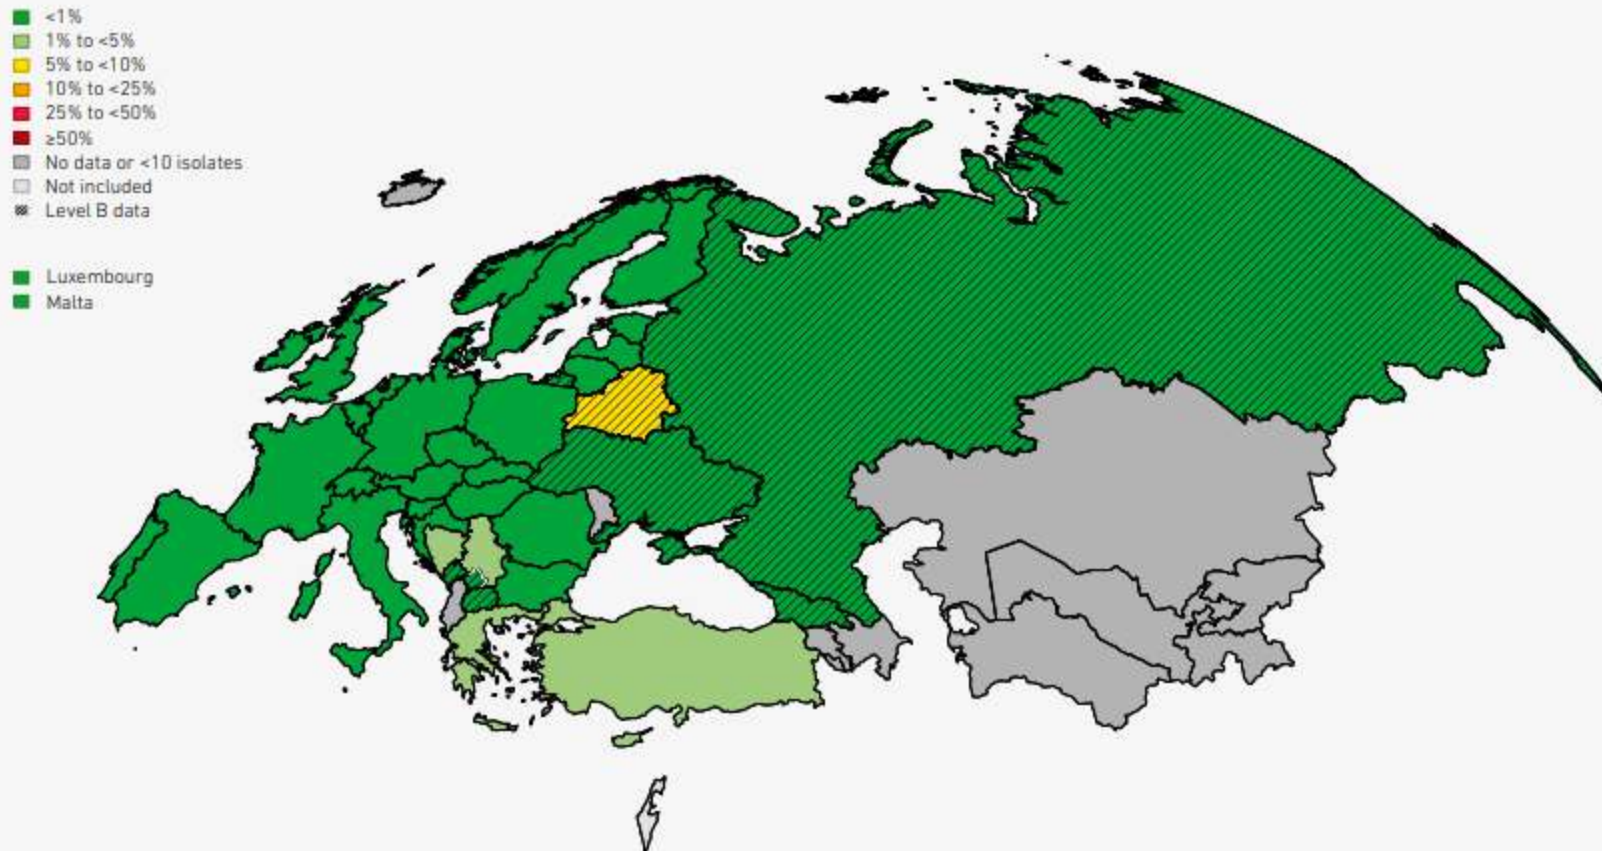 <1%
1% to <5%
5% to <10%
10% to <25%
25% to <50%
≥50%
No data or <10 isolates
Not included
Level B data
Luxembourg
Malta